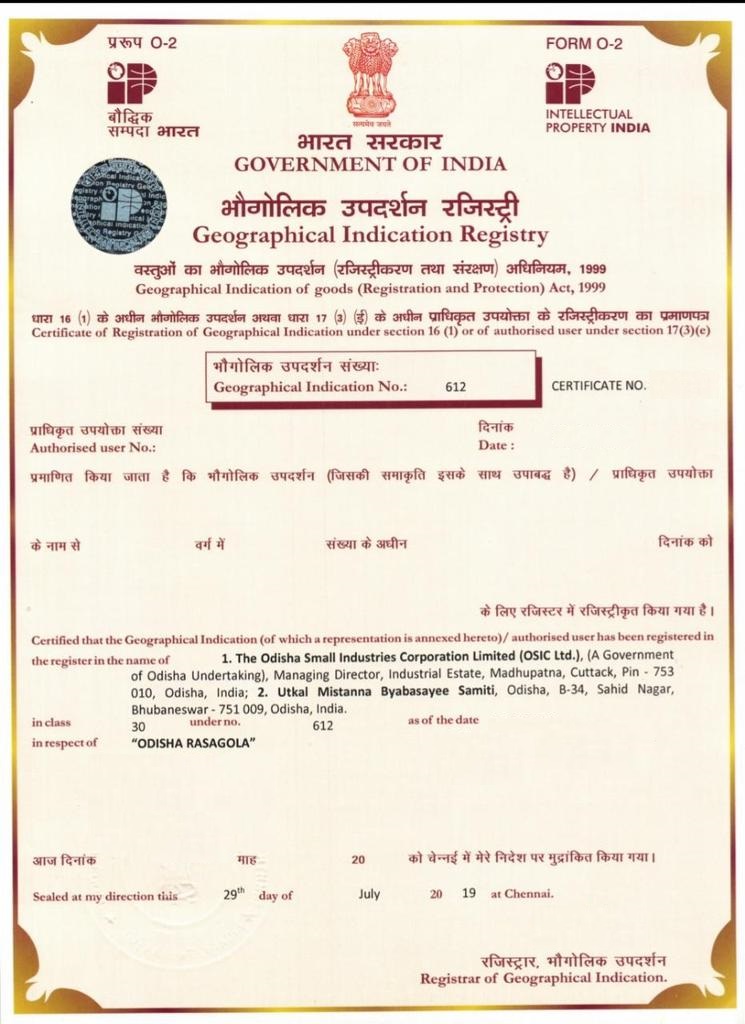 प्ररूप O-2
FORM O-2
बौद्धिक
सम्पदा भारत
INTELLECTUAL
PROPERTY INDIA
सत्यमेव जयते
भारत सरकार
GOVERNMENT OF INDIA
भौगोलिक उपदर्शन रजिस्ट्री
Geographical Indication Registry
वस्तुओं का भौगोलिक उपदर्शन (रजिस्ट्रीकरण तथा संरक्षण) अधिनियम, 1999
Geographical Indication of goods (Registration and Protection) Act, 1999
धारा 16 (1) के अधीन भौगोलिक उपदर्शन अथवा धारा 17 (3) (ई) के अधीन प्राधिकृत उपयोक्ता के रजिस्ट्रीकरण का प्रमाणपत्र
Certificate of Registration of Geographical Indication under section 16 (1) or of authorised user under section 17(3)(e)
भौगोलिक उपदर्शन संख्याः
Geographical Indication No.: 612 CERTIFICATE NO.
प्राधिकृत उपयोक्ता संख्या दिनांक
Authorised user No.: Date :
प्रमाणित किया जाता है कि भौगोलिक उपदर्शन (जिसकी समाकृति इसके साथ उपाबद्ध है) / प्राधिकृत उपयोक्ता
के नाम से वर्ग में संख्या के अधीन दिनांक को
के लिए रजिस्टर में रजिस्ट्रीकृत किया गया है।
Certified that the Geographical Indication (of which a representation is annexed hereto)/ authorised user has been registered in
the register in the name of 1. The Odisha Small Industries Corporation Limited (OSIC Ltd.), (A Government
of Odisha Undertaking), Managing Director, Industrial Estate, Madhupatna, Cuttack, Pin - 753
010, Odisha, India; 2. Utkal Mistanna Byabasayee Samiti, Odisha, B-34, Sahid Nagar,
Bhubaneswar - 751 009, Odisha, India.
in class 30 under no. 612 as of the date
in respect of "ODISHA RASAGOLA"
आज दिनांक माह 20 को चेन्नई में मेरे निदेश पर मुद्रांकित किया गया।
Sealed at my direction this 29th day of July 20 19 at Chennai.
रजिस्ट्रार, भौगोलिक उपदर्शन
Registrar of Geographical Indication.